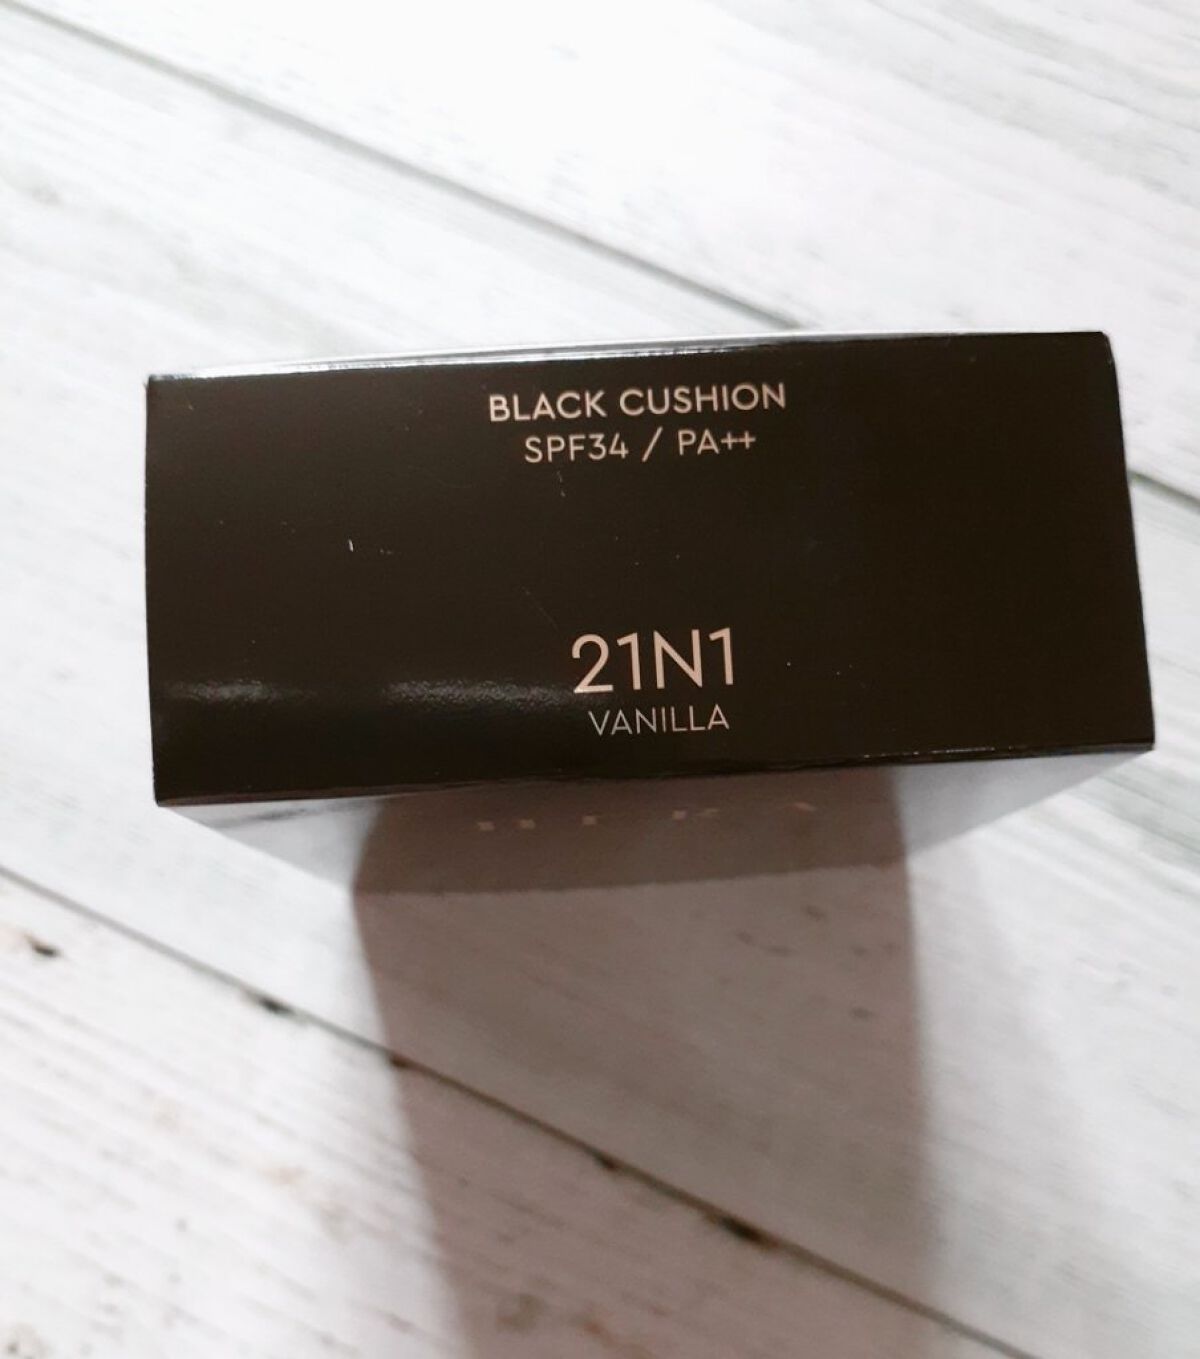 BLACK CUSHION
SPF34 / PA++
21N1
VANILLA